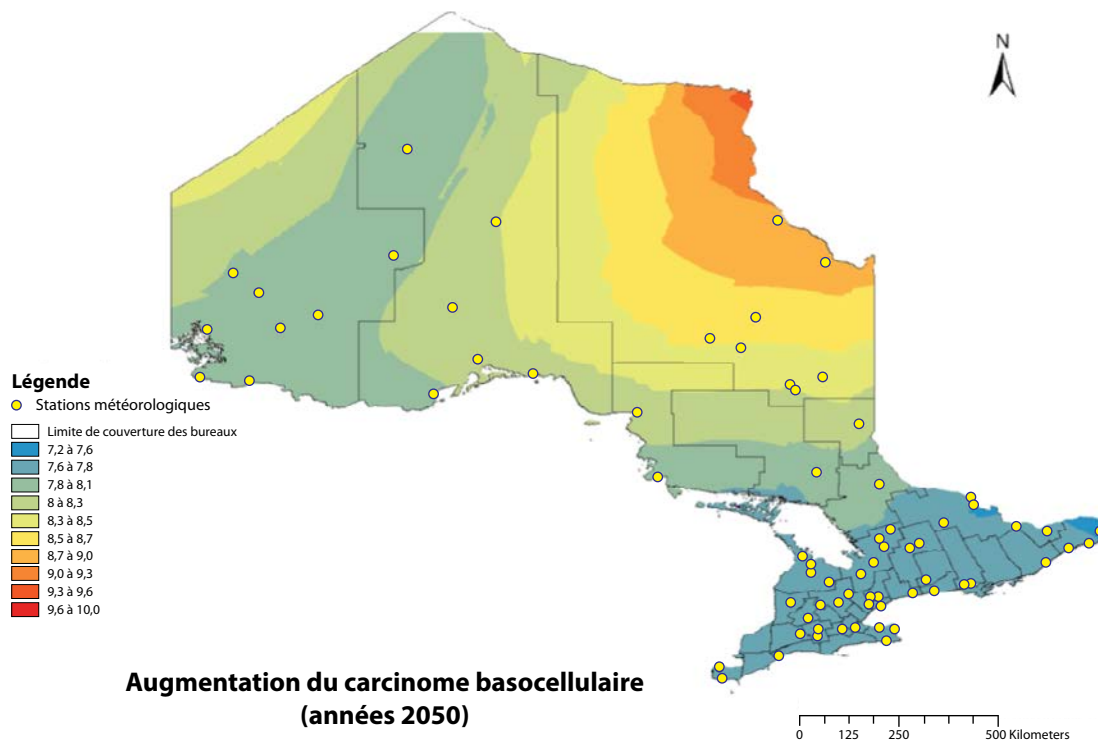 N
Légende
Stations météorologiques
Limite de couverture des bureaux
7,2 à 7,6
7,6 à 7,8
7,8 à 8,1
8 à 8,3
8,3 à 8,5
8,5 à 8,7
8,7 à 9,0
9,0 à 9,3
9,3 à 9,6
9,6 à 10,0
Augmentation du carcinome basocellulaire
(années 2050)
0 125 250 500 Kilometers